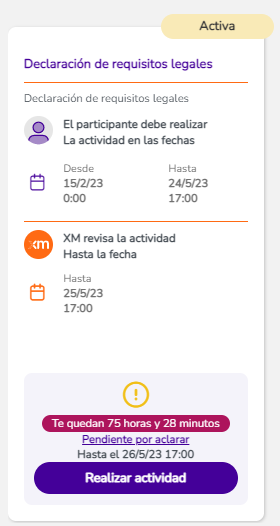 Activa
Declaración de requisitos legales
Declaración de requisitos legales
El participante debe realizar
La actividad en las fechas
Desde
15/2/23
0:00
Hasta
24/5/23
17:00
xm
XM revisa la actividad
Hasta la fecha
Hasta
25/5/23
17:00
Te quedan 75 horas y 28 minutos
Pendiente por aclarar
Hasta el 26/5/23 17:00
Realizar actividad